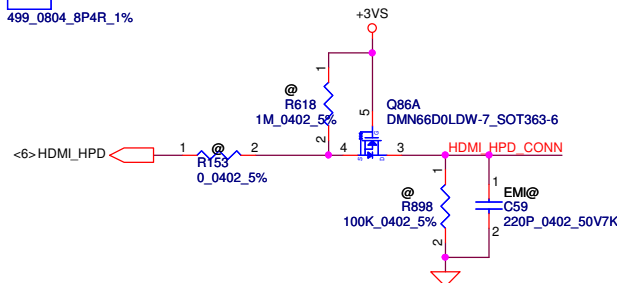 499_0804_8P4R_1%
+3VS
1
@
R618
1M_0402_5%
2
5
Q86A
DMN66D0LDW-7_SOT363-6
G
S
D
4
3
<6> HDMI_HPD
1
@
2
R153
0_0402_5%
HDMI_HPD_CONN
1
@
R898
100K_0402_5%
2
1
EMI@
C59
220P_0402_50V7K
2